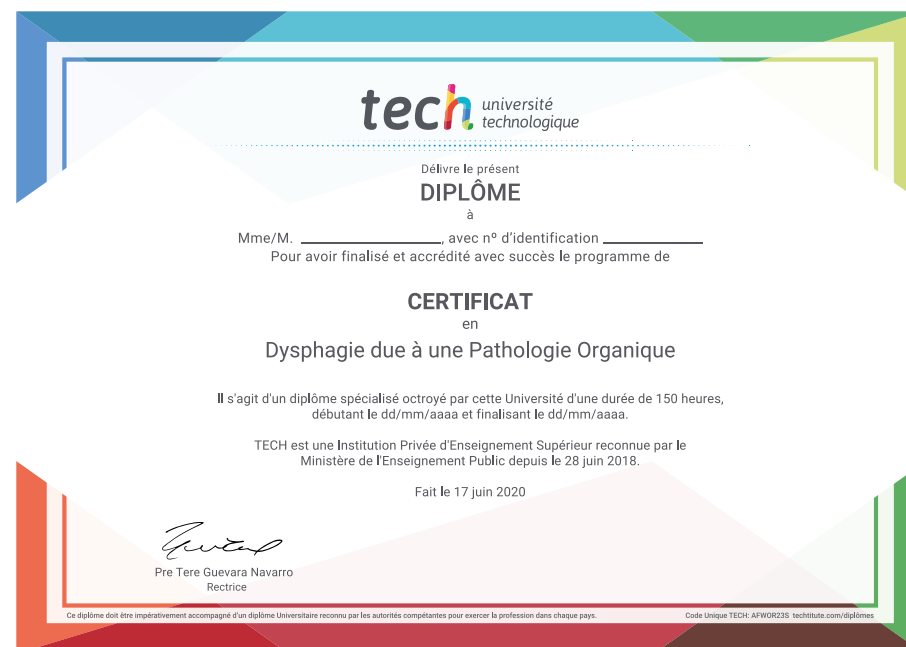 tech université
technologique
Délivre le présent
DIPLÔME
à
Mme/M. ____________________, avec nº d'identification ______________
Pour avoir finalisé et accrédité avec succès le programme de
CERTIFICAT
en
Dysphagie due à une Pathologie Organique
Il s'agit d'un diplôme spécialisé octroyé par cette Université d'une durée de 150 heures,
débutant le dd/mm/aaaa et finalisant le dd/mm/aaaa.
TECH est une Institution Privée d'Enseignement Supérieur reconnue par le
Ministère de l'Enseignement Public depuis le 28 juin 2018.
Fait le 17 juin 2020
Pre Tere Guevara Navarro
Rectrice
Ce diplôme doit être impérativement accompagné d'un diplôme Universitaire reconnu par les autorités compétantes pour exercer la profession dans chaque pays.
Code Unique TECH: AFWOR23S techtitute.com/diplômes